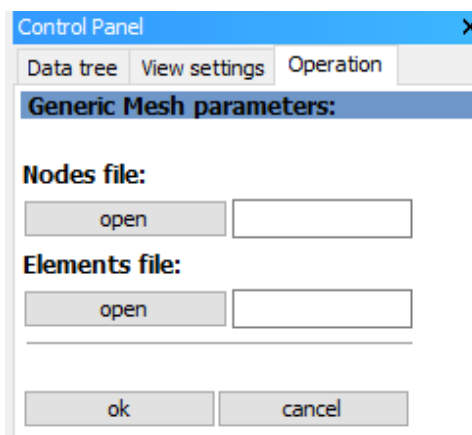 Control Panel
Data tree View settings Operation
Generic Mesh parameters:
Nodes file:
open
Elements file:
open
ok cancel